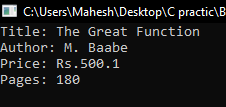 C:\Users\Mahesh\Desktop\C practic\B
Title: The Great Function
Author: M. Baabe
Price: Rs.500.1
Pages: 180